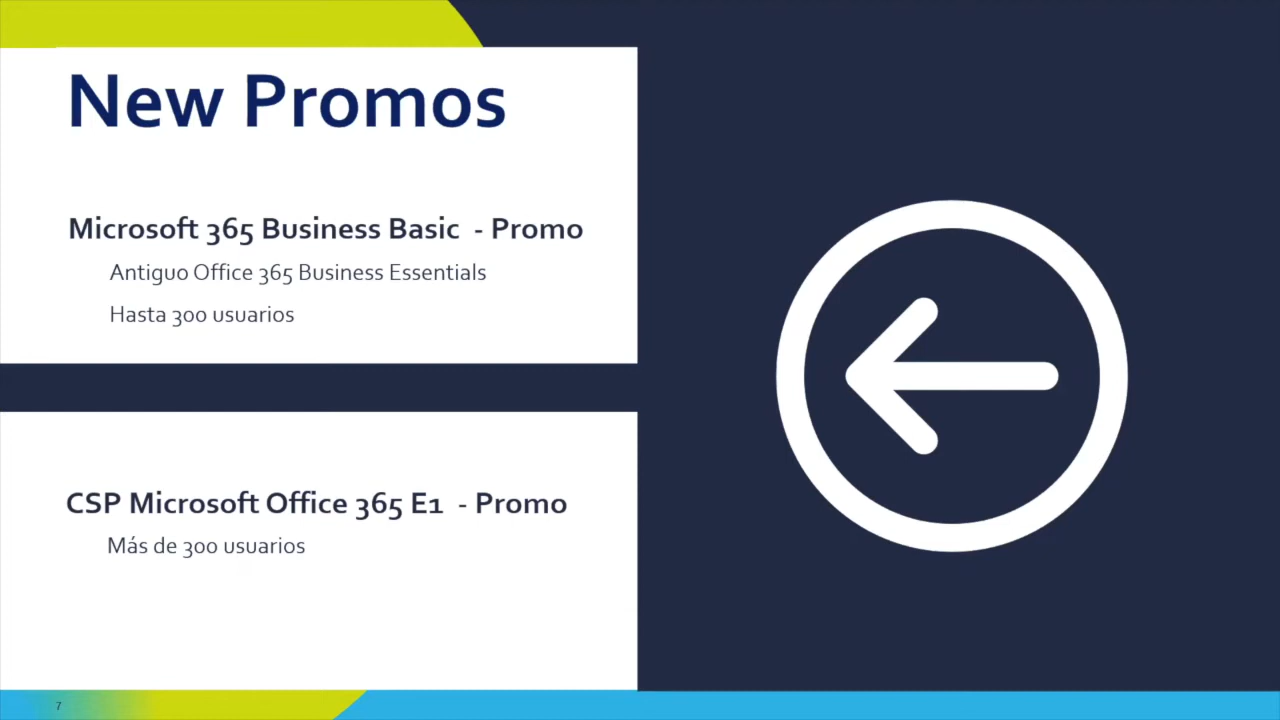 New Promos
Microsoft 365 Business Basic - Promo
Antiguo Office 365 Business Essentials
Hasta 300 usuarios
CSP Microsoft Office 365 E1 - Promo
Más de 300 usuarios
7